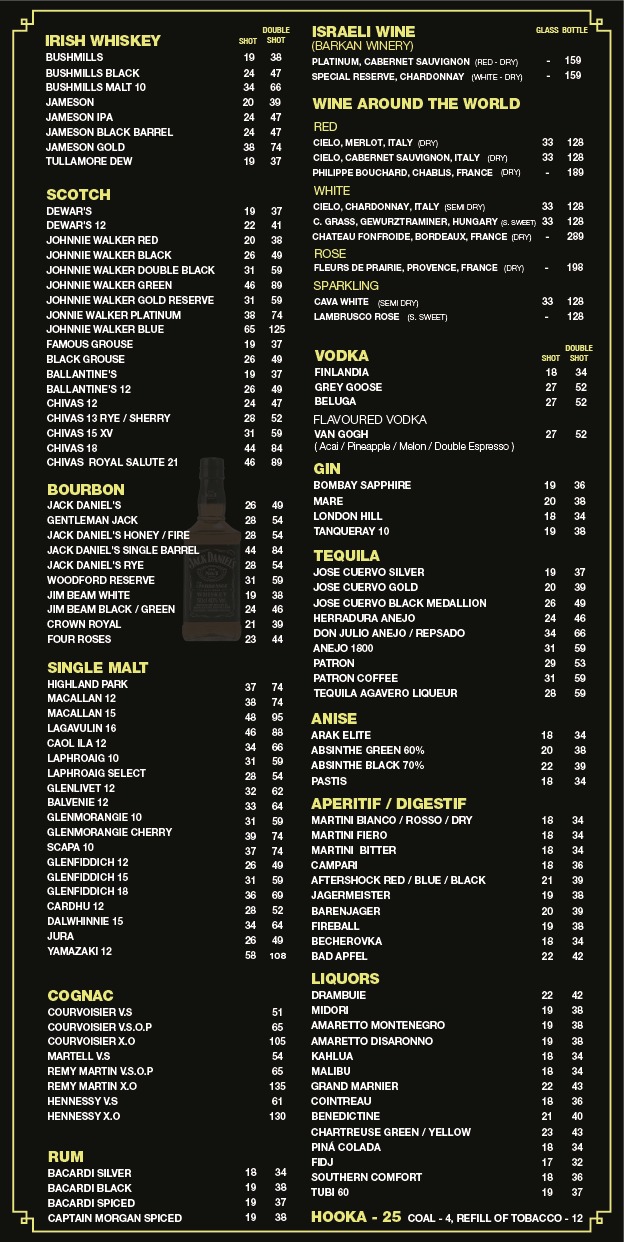 IRISH WHISKEY SHOT DOUBLE SHOT
BUSHMILLS 19 38
BUSHMILLS BLACK 24 47
BUSHMILLS MALT 10 34 66
JAMESON 20 39
JAMESON IPA 24 47
JAMESON BLACK BARREL 24 47
JAMESON GOLD 38 74
TULLAMORE DEW 19 37
SCOTCH
DEWAR'S 19 37
DEWAR'S 12 22 41
JOHNNIE WALKER RED 20 38
JOHNNIE WALKER BLACK 26 49
JOHNNIE WALKER DOUBLE BLACK 31 59
JOHNNIE WALKER GREEN 46 89
JOHNNIE WALKER GOLD RESERVE 31 59
JONNIE WALKER PLATINUM 38 74
JOHNNIE WALKER BLUE 65 125
FAMOUS GROUSE 19 37
BLACK GROUSE 26 49
BALLANTINE'S 19 37
BALLANTINE'S 12 26 49
CHIVAS 12 24 47
CHIVAS 13 RYE / SHERRY 28 52
CHIVAS 15 XV 31 59
CHIVAS 18 44 84
CHIVAS ROYAL SALUTE 21 46 89
BOURBON
JACK DANIEL'S 26 49
GENTLEMAN JACK 28 54
JACK DANIEL'S HONEY / FIRE 28 54
JACK DANIEL'S SINGLE BARREL 44 84
JACK DANIEL'S RYE 28 54
WOODFORD RESERVE 31 59
JIM BEAM WHITE 19 38
JIM BEAM BLACK / GREEN 24 46
CROWN ROYAL 21 39
FOUR ROSES 23 44
SINGLE MALT
HIGHLAND PARK 37 74
MACALLAN 12 38 74
MACALLAN 15 48 95
LAGAVULIN 16 46 88
CAOL ILA 12 34 66
LAPHROAIG 10 31 59
LAPHROAIG SELECT 28 54
GLENLIVET 12 32 62
BALVENIE 12 33 64
GLENMORANGIE 10 31 59
GLENMORANGIE CHERRY 39 74
SCAPA 10 37 74
GLENFIDDICH 12 26 49
GLENFIDDICH 15 31 59
GLENFIDDICH 18 36 69
CARDHU 12 28 52
DALWHINNIE 15 34 64
JURA 26 49
YAMAZAKI 12 58 108
COGNAC
COURVOISIER V.S 51
COURVOISIER V.S.O.P 65
COURVOISIER X.O 105
MARTELL V.S 54
REMY MARTIN V.S.O.P 65
REMY MARTIN X.O 135
HENNESSY V.S 61
HENNESSY X.O 130
RUM
BACARDI SILVER 18 34
BACARDI BLACK 19 38
BACARDI SPICED 19 37
CAPTAIN MORGAN SPICED 19 38
ISRAELI WINE GLASS BOTTLE
(BARKAN WINERY)
PLATINUM, CABERNET SAUVIGNON (RED - DRY) - 159
SPECIAL RESERVE, CHARDONNAY (WHITE - DRY) - 159
WINE AROUND THE WORLD
RED
CIELO, MERLOT, ITALY (DRY) 33 128
CIELO, CABERNET SAUVIGNON, ITALY (DRY) 33 128
PHILIPPE BOUCHARD, CHABLIS, FRANCE (DRY) - 189
WHITE
CIELO, CHARDONNAY, ITALY (SEMI DRY) 33 128
C. GRASS, GEWURZTRAMINER, HUNGARY (S. SWEET) 33 128
CHATEAU FONFROIDE, BORDEAUX, FRANCE (DRY) - 289
ROSE
FLEURS DE PRAIRIE, PROVENCE, FRANCE (DRY) - 198
SPARKLING
CAVA WHITE (SEMI DRY) 33 128
LAMBRUSCO ROSE (S. SWEET) - 128
VODKA SHOT DOUBLE SHOT
FINLANDIA 18 34
GREY GOOSE 27 52
BELUGA 27 52
FLAVOURED VODKA
VAN GOGH 27 52
( Acai / Pineapple / Melon / Double Espresso )
GIN
BOMBAY SAPPHIRE 19 36
MARE 20 38
LONDON HILL 18 34
TANQUERAY 10 19 38
TEQUILA
JOSE CUERVO SILVER 19 37
JOSE CUERVO GOLD 20 39
JOSE CUERVO BLACK MEDALLION 26 49
HERRADURA ANEJO 24 46
DON JULIO ANEJO / REPSADO 34 66
ANEJO 1800 31 59
PATRON 29 53
PATRON COFFEE 31 59
TEQUILA AGAVERO LIQUEUR 28 59
ANISE
ARAK ELITE 18 34
ABSINTHE GREEN 60% 20 38
ABSINTHE BLACK 70% 22 39
PASTIS 18 34
APERITIF / DIGESTIF
MARTINI BIANCO / ROSSO / DRY 18 34
MARTINI FIERO 18 34
MARTINI BITTER 18 34
CAMPARI 18 36
AFTERSHOCK RED / BLUE / BLACK 21 39
JAGERMEISTER 19 38
BARENJAGER 20 39
FIREBALL 19 38
BECHEROVKA 18 34
BAD APFEL 22 42
LIQUORS
DRAMBUIE 22 42
MIDORI 19 38
AMARETTO MONTENEGRO 19 38
AMARETTO DISARONNO 19 38
KAHLUA 18 34
MALIBU 18 34
GRAND MARNIER 22 43
COINTREAU 18 36
BENEDICTINE 21 40
CHARTREUSE GREEN / YELLOW 23 43
PINÁ COLADA 18 34
FIDJ 17 32
SOUTHERN COMFORT 18 36
TUBI 60 19 37
HOOKA - 25 COAL - 4, REFILL OF TOBACCO - 12